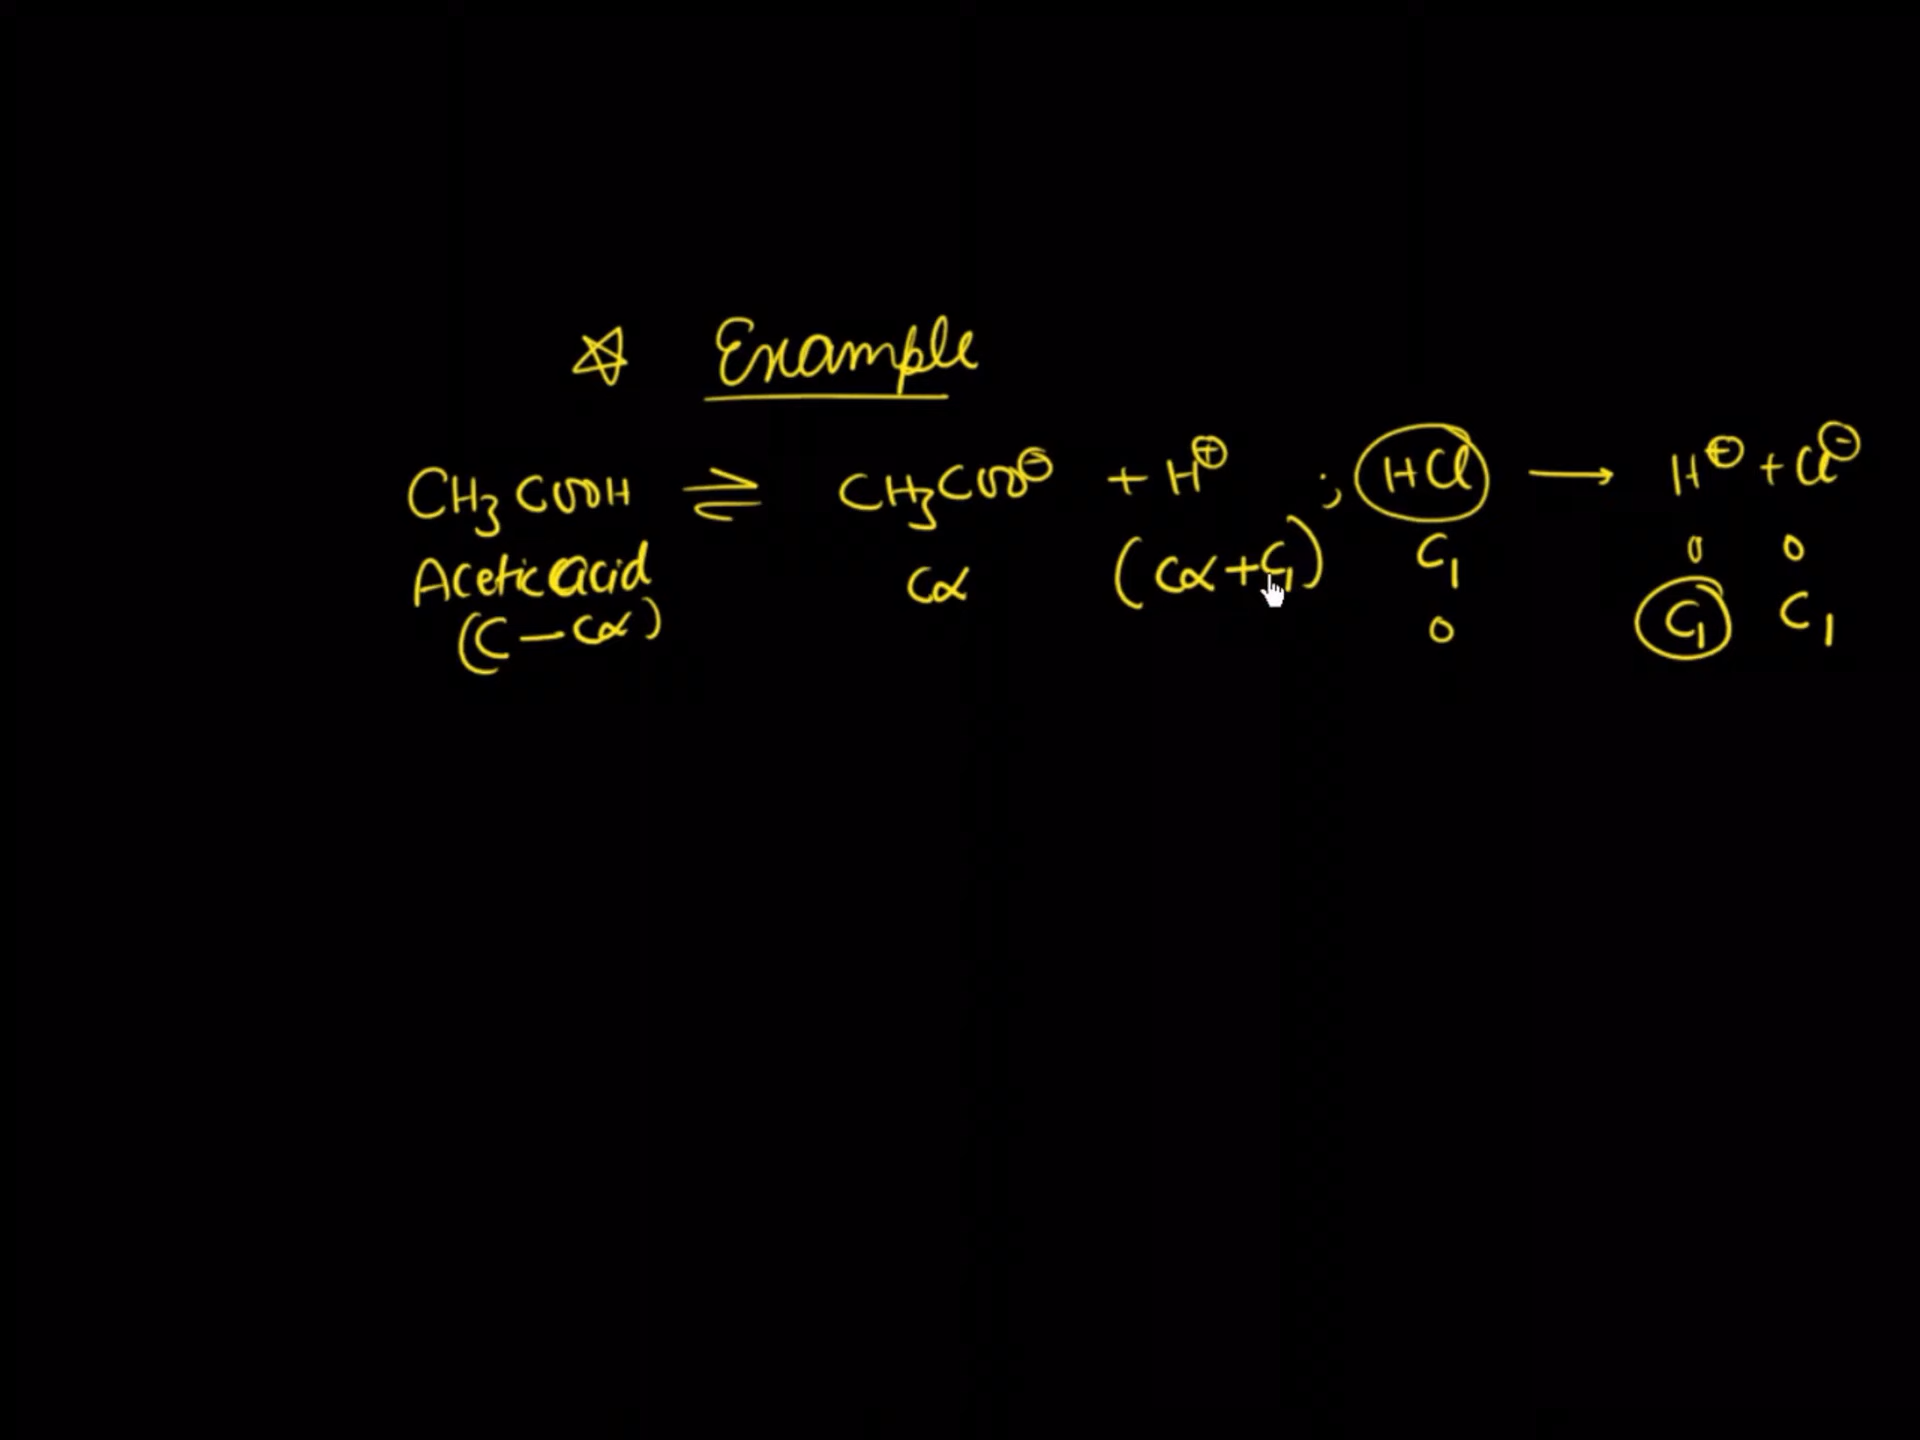 ☆ Example
CH₃COOH ⇌ CH₃COO⊖ + H⊕ ; HCl → H⊕ + Cl⊖
Acetic acid Cα (Cα + C₁) C₁ 0 0
(C – Cα) 0 C₁ C₁